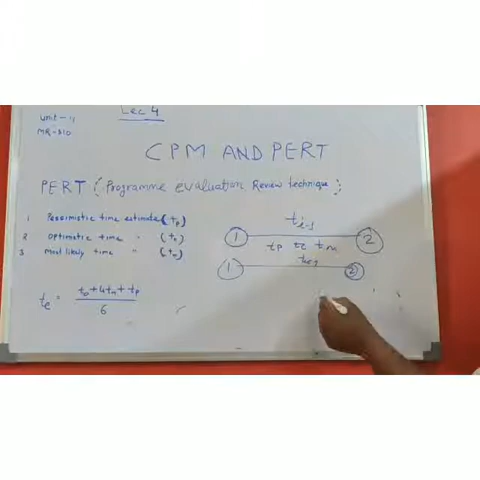 Lec 4
unit - 4
MR-810
CPM AND PERT
PERT (Programme evaluation Review technique)
1 Pessimistic time estimate (tp)
2 Optimistic time " (to)
3 most likely time " (tm)
te = to + 4tm + tp
6
ti-j
1 2
tp to tm
1 2